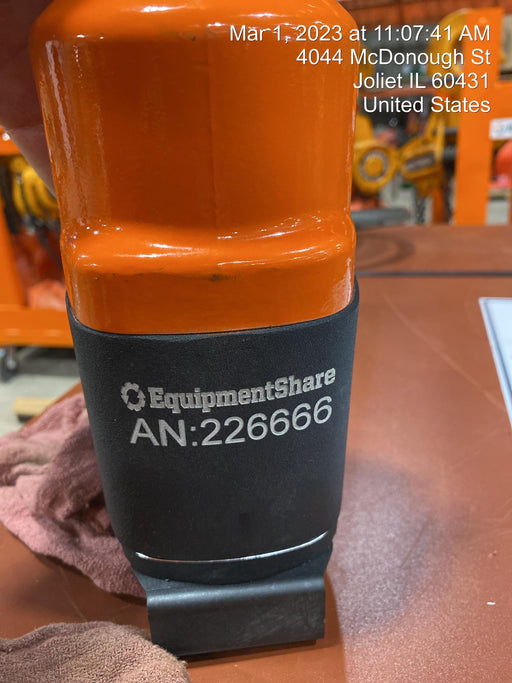 Mar 1, 2023 at 11:07:41 AM
4044 McDonough St
Joliet IL 60431
United States
EquipmentShare
AN:226666